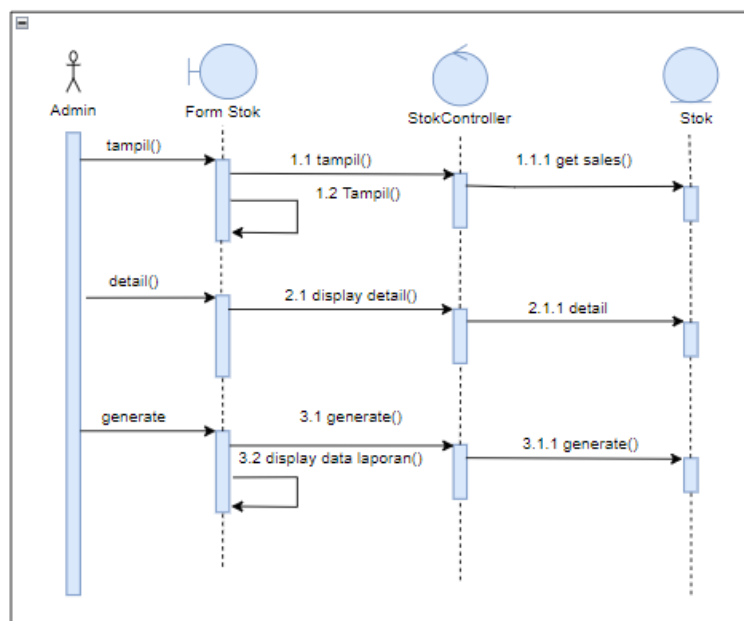 Admin
Form Stok
StokController
Stok
tampil()
1.1 tampil()
1.1.1 get sales()
1.2 Tampil()
detail()
2.1 display detail()
2.1.1 detail
generate
3.1 generate()
3.1.1 generate()
3.2 display data laporan()